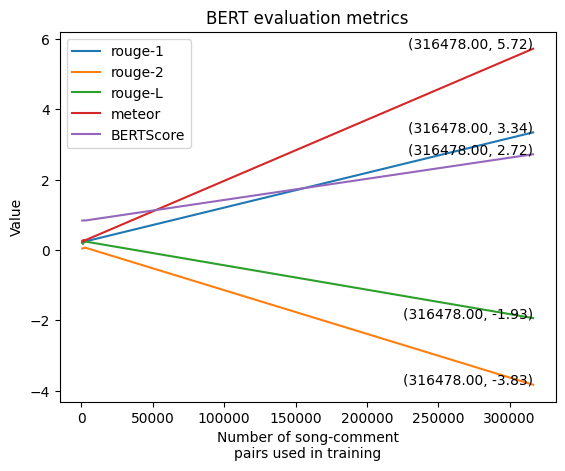 BERT evaluation metrics
rouge-1
rouge-2
rouge-L
meteor
BERTScore
(316478.00, 5.72)
(316478.00, 3.34)
(316478.00, 2.72)
(316478.00, -1.93)
(316478.00, -3.83)
Value
6
4
2
0
−2
−4
0
50000
100000
150000
200000
250000
300000
Number of song-comment
pairs used in training